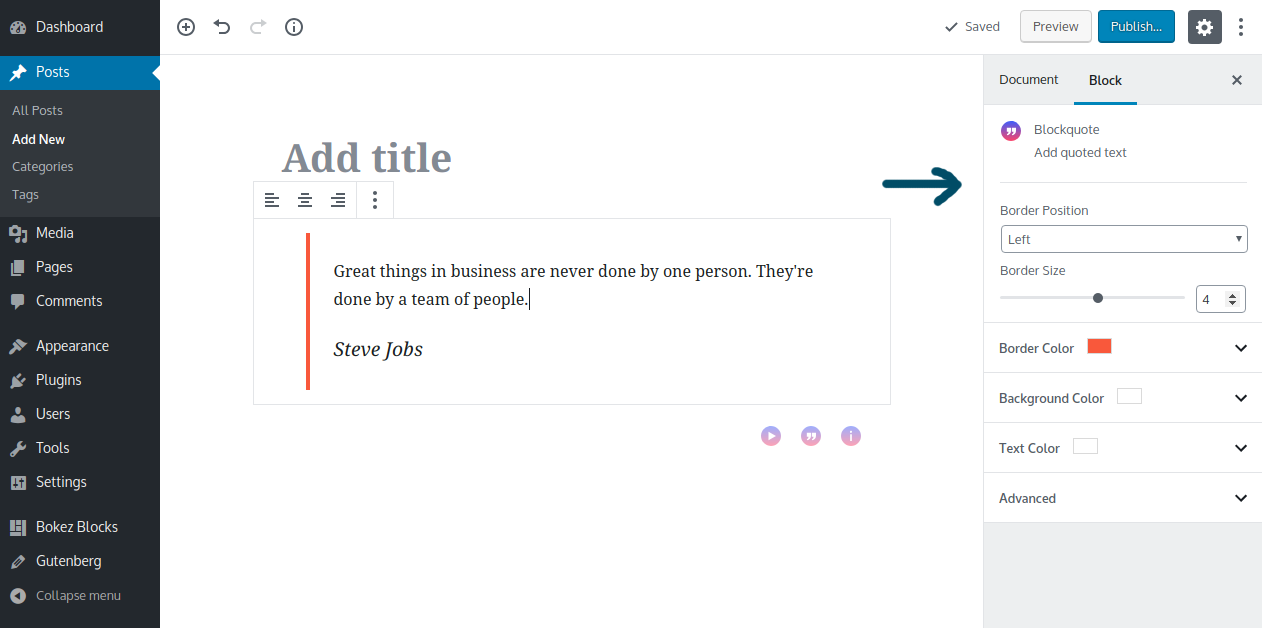 Dashboard
Posts
All Posts
Add New
Categories
Tags
Media
Pages
Comments
Appearance
Plugins
Users
Tools
Settings
Bokez Blocks
Gutenberg
Collapse menu
Saved
Preview
Publish...
Add title
Great things in business are never done by one person. They're
done by a team of people.
Steve Jobs
Document
Block
Blockquote
Add quoted text
Border Position
Left
Border Size
4
Border Color
Background Color
Text Color
Advanced